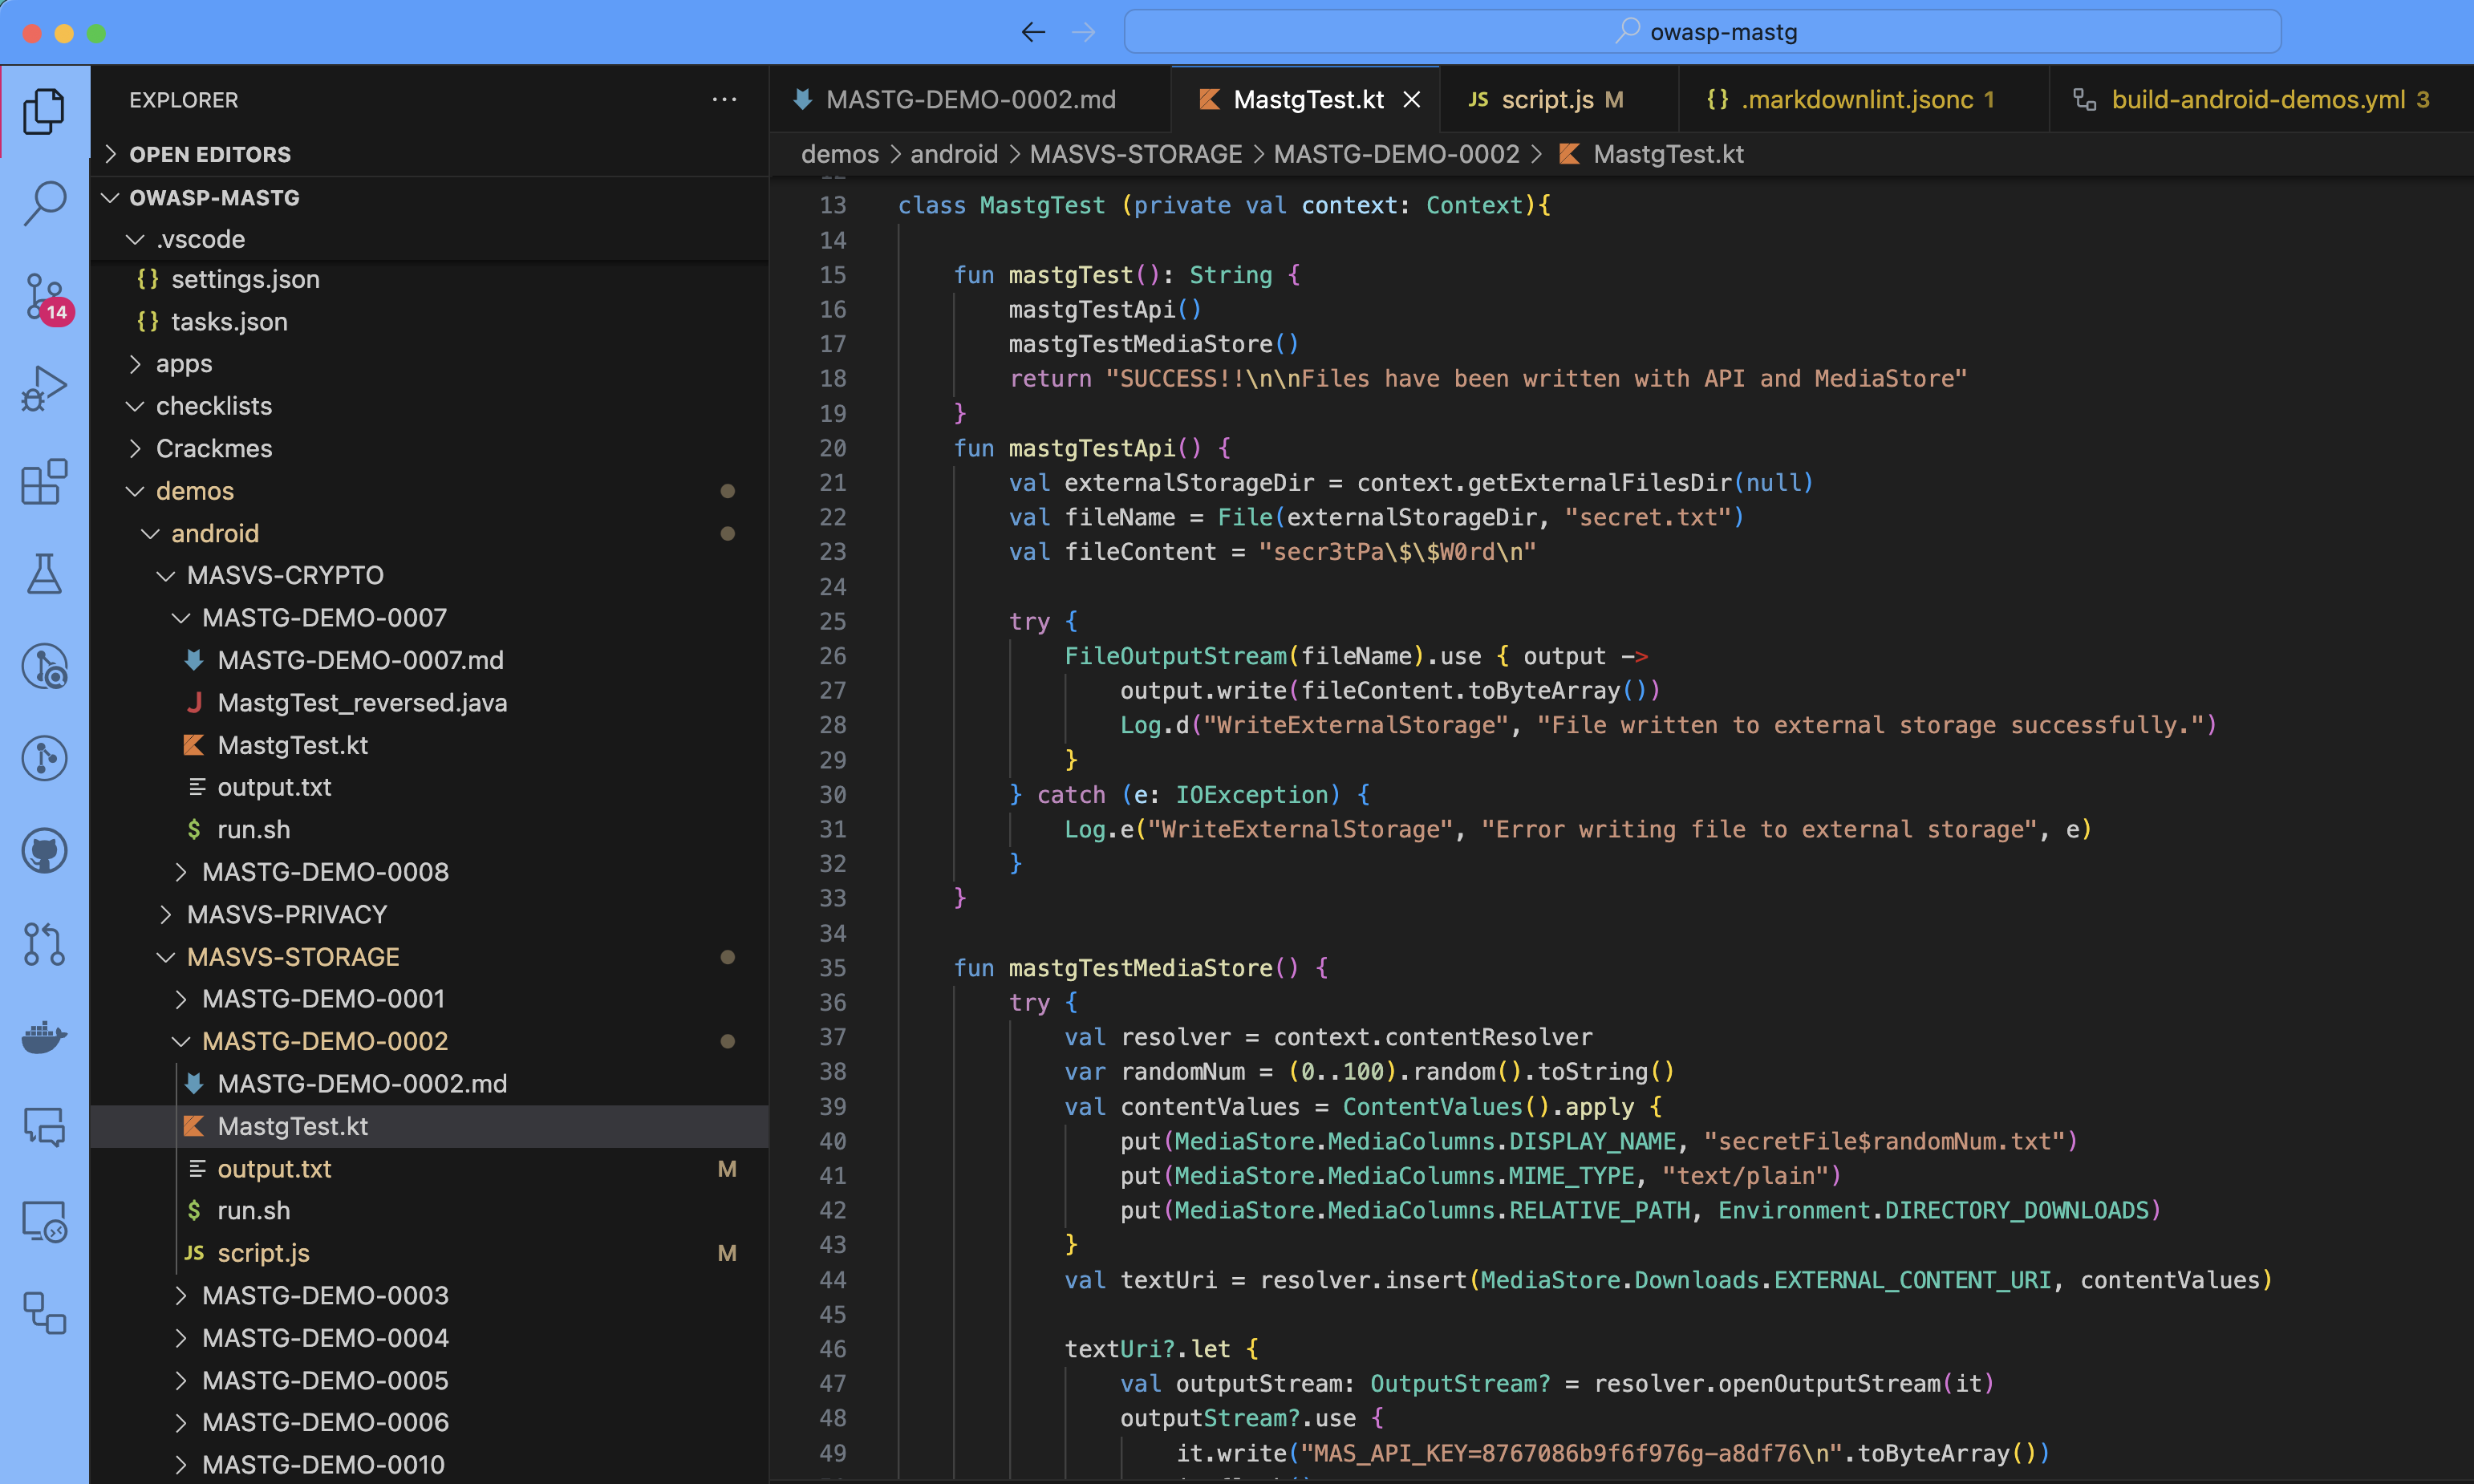 owasp-mastg
EXPLORER
OPEN EDITORS
OWASP-MASTG
.vscode
{} settings.json
{} tasks.json
apps
checklists
Crackmes
demos
android
MASVS-CRYPTO
MASTG-DEMO-0007
MASTG-DEMO-0007.md
J MastgTest_reversed.java
MastgTest.kt
output.txt
$ run.sh
MASTG-DEMO-0008
MASVS-PRIVACY
MASVS-STORAGE
MASTG-DEMO-0001
MASTG-DEMO-0002
MASTG-DEMO-0002.md
MastgTest.kt
output.txt M
$ run.sh
JS script.js M
MASTG-DEMO-0003
MASTG-DEMO-0004
MASTG-DEMO-0005
MASTG-DEMO-0006
MASTG-DEMO-0010
14
MASTG-DEMO-0002.md
MastgTest.kt
JS script.js M
{} .markdownlint.jsonc 1
build-android-demos.yml 3
demos > android > MASVS-STORAGE > MASTG-DEMO-0002 > MastgTest.kt
13 class MastgTest (private val context: Context){
14
15 fun mastgTest(): String {
16 mastgTestApi()
17 mastgTestMediaStore()
18 return "SUCCESS!!\n\nFiles have been written with API and MediaStore"
19 }
20 fun mastgTestApi() {
21 val externalStorageDir = context.getExternalFilesDir(null)
22 val fileName = File(externalStorageDir, "secret.txt")
23 val fileContent = "secr3tPa\$\$W0rd\n"
24
25 try {
26 FileOutputStream(fileName).use { output ->
27 output.write(fileContent.toByteArray())
28 Log.d("WriteExternalStorage", "File written to external storage successfully.")
29 }
30 } catch (e: IOException) {
31 Log.e("WriteExternalStorage", "Error writing file to external storage", e)
32 }
33 }
34
35 fun mastgTestMediaStore() {
36 try {
37 val resolver = context.contentResolver
38 var randomNum = (0..100).random().toString()
39 val contentValues = ContentValues().apply {
40 put(MediaStore.MediaColumns.DISPLAY_NAME, "secretFile$randomNum.txt")
41 put(MediaStore.MediaColumns.MIME_TYPE, "text/plain")
42 put(MediaStore.MediaColumns.RELATIVE_PATH, Environment.DIRECTORY_DOWNLOADS)
43 }
44 val textUri = resolver.insert(MediaStore.Downloads.EXTERNAL_CONTENT_URI, contentValues)
45
46 textUri?.let {
47 val outputStream: OutputStream? = resolver.openOutputStream(it)
48 outputStream?.use {
49 it.write("MAS_API_KEY=8767086b9f6f976g-a8df76\n".toByteArray())